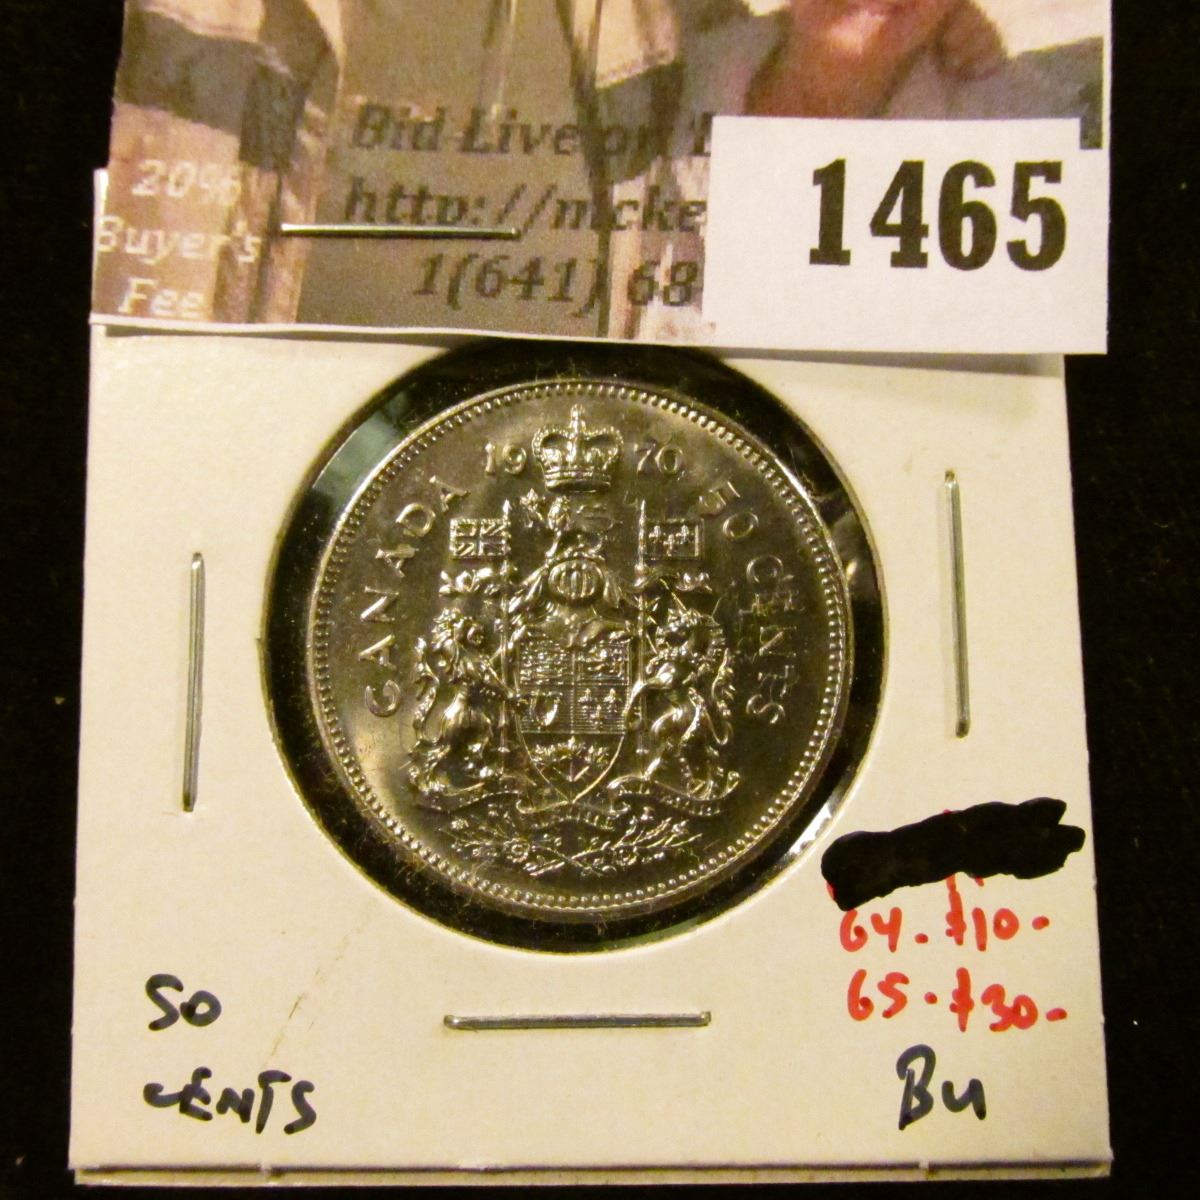 Bid Live on
1465
20%
http://mcke
Buyer's
1(641) 68
Fee
1970
CANADA 50 CENTS
64. $10-
65. $30-
50
CENTS
BU